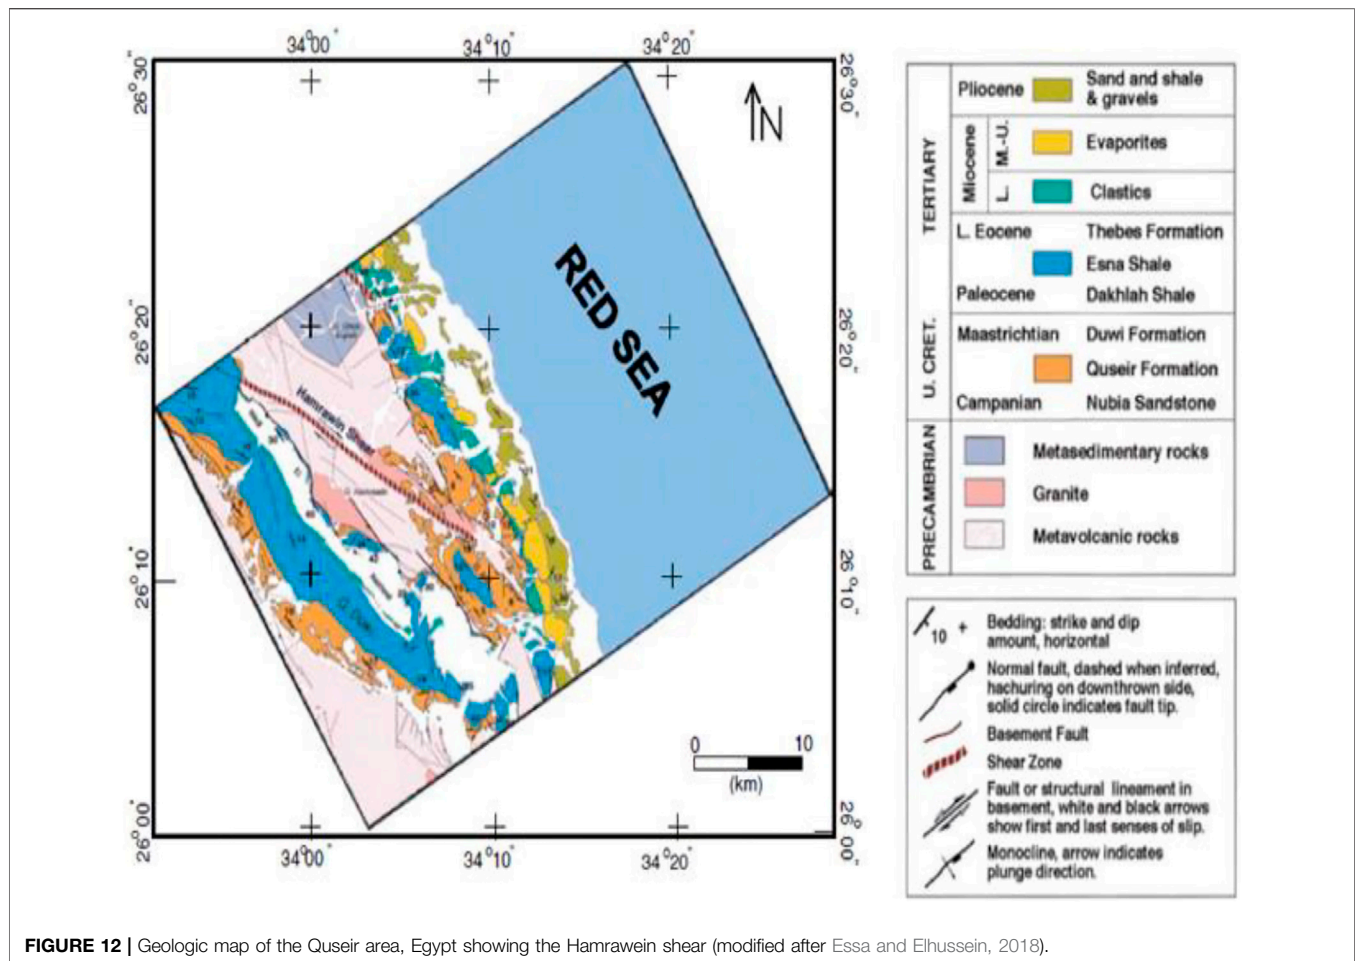 34°00'
34°10'
34°20'
26°30'
26°30'
N
RED SEA
26°20'
26°20'
Hamrawin Shear
26°10'
26°10'
G. Duwi
0 10
(km)
26°00'
26°00'
34°00'
34°10'
34°20'
TERTIARY
Pliocene Sand and shale
& gravels
Miocene
M.-U.
Evaporites
L.
Clastics
L. Eocene Thebes Formation
Esna Shale
Paleocene Dakhlah Shale
U. CRET.
Maastrichtian Duwi Formation
Quseir Formation
Campanian Nubia Sandstone
PRECAMBRIAN
Metasedimentary rocks
Granite
Metavolcanic rocks
10 + Bedding: strike and dip
amount, horizontal
Normal fault, dashed when inferred,
hachuring on downthrown side,
solid circle indicates fault tip.
Basement Fault
Shear Zone
Fault or structural lineament in
basement, white and black arrows
show first and last senses of slip.
Monocline, arrow indicates
plunge direction.
FIGURE 12 | Geologic map of the Quseir area, Egypt showing the Hamrawein shear (modified after Essa and Elhussein, 2018).